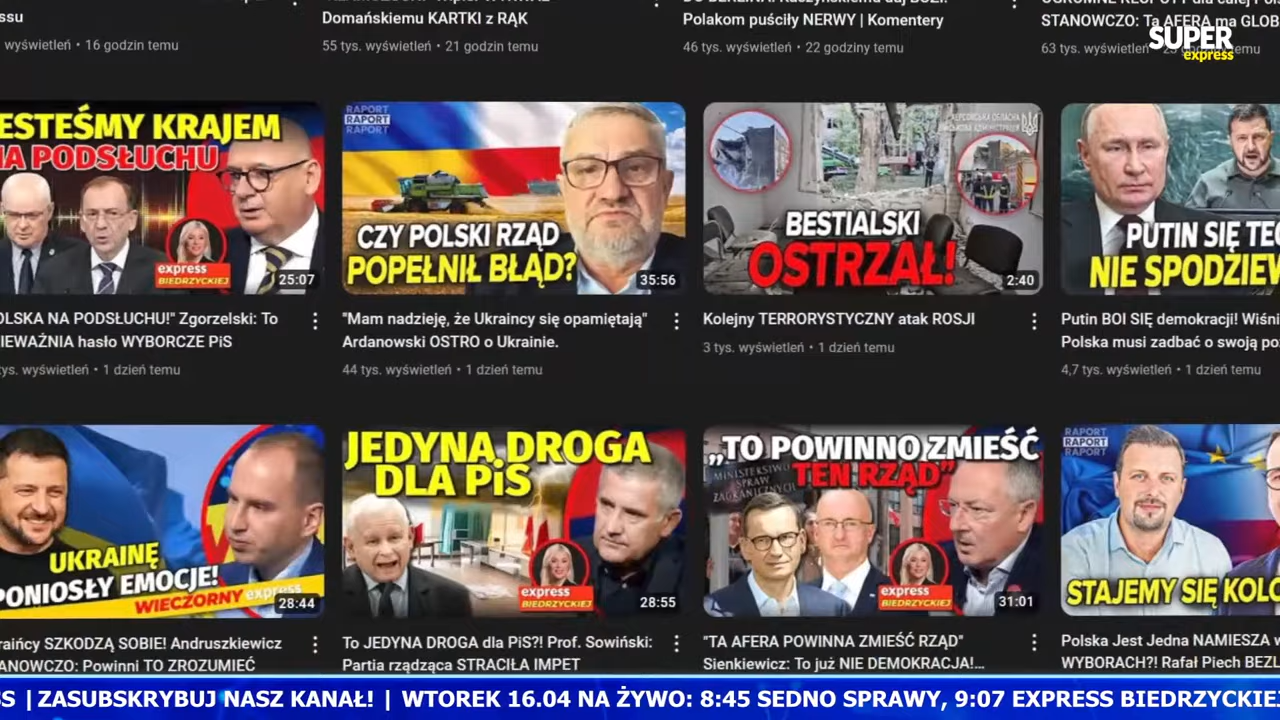 ssu
Domańskiemu KARTKI z RĄK
Polakom puściły NERWY | Komentery
STANOWCZO: Ta AFERA ma GLOB
wyświetleń • 16 godzin temu
55 tys. wyświetleń • 21 godzin temu
46 tys. wyświetleń • 22 godziny temu
63 tys. wyświetleń
SUPER
express
ESTEŚMY KRAJEM
NA PODSŁUCHU
express
BIEDRZYCKIEJ
25:07
RAPORT
RAPORT
RAPORT
CZY POLSKI RZĄD
POPEŁNIŁ BŁĄD?
35:56
BESTIALSKI
OSTRZAŁ!
2:40
PUTIN SIĘ TEG
NIE SPODZIEW
OLSKA NA PODSŁUCHU!" Zgorzelski: To
IEWAŻNIA hasło WYBORCZE PiS
tys. wyświetleń • 1 dzień temu
"Mam nadzieję, że Ukraincy się opamiętają"
Ardanowski OSTRO o Ukrainie.
44 tys. wyświetleń • 1 dzień temu
Kolejny TERRORYSTYCZNY atak ROSJI
3 tys. wyświetleń • 1 dzień temu
Putin BOI SIĘ demokracji! Wiśni
Polska musi zadbać o swoją po
4,7 tys. wyświetleń • 1 dzień temu
UKRAINĘ
PONIOSŁY EMOCJE!
WIECZORNY express
28:44
JEDYNA DROGA
DLA PiS
express
BIEDRZYCKIEJ
28:55
„TO POWINNO ZMIEŚĆ
TEN RZĄD"
MINISTERSTWO
SPRAW
ZAGRANICZNYCH
express
BIEDRZYCKIEJ
31:01
RAPORT
RAPORT
RAPORT
STAJEMY SIĘ KOLO
raińcy SZKODZĄ SOBIE! Andruszkiewicz
ANOWCZO: Powinni TO ZROZUMIEĆ
To JEDYNA DROGA dla PiS?! Prof. Sowiński:
Partia rządząca STRACIŁA IMPET
"TA AFERA POWINNA ZMIEŚĆ RZĄD"
Sienkiewicz: To już NIE DEMOKRACJA!...
Polska Jest Jedna NAMIESZA w
WYBORACH?! Rafał Piech BEZ
SS | ZASUBSKRYBUJ NASZ KANAŁ! | WTOREK 16.04 NA ŻYWO: 8:45 SEDNO SPRAWY, 9:07 EXPRESS BIEDRZYCKIEJ